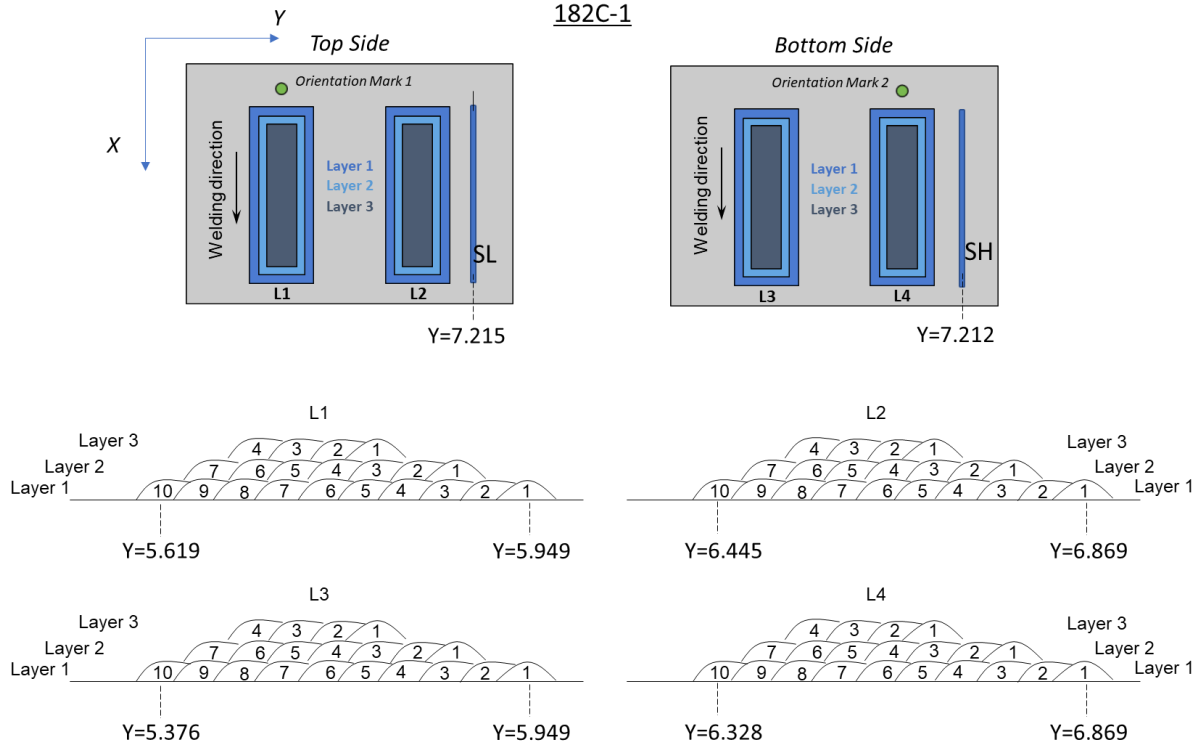 182C-1
Y
Top Side
Bottom Side
Orientation Mark 1
Orientation Mark 2
X
Welding direction
Layer 1
Layer 2
Layer 3
Welding direction
Layer 1
Layer 2
Layer 3
SL
SH
L1
L2
L3
L4
Y=7.215
Y=7.212
L1
Layer 3
4 3 2 1
Layer 2
7 6 5 4 3 2 1
Layer 1
10 9 8 7 6 5 4 3 2 1
Y=5.619
Y=5.949
L2
4 3 2 1
Layer 3
7 6 5 4 3 2 1
Layer 2
10 9 8 7 6 5 4 3 2 1
Layer 1
Y=6.445
Y=6.869
L3
Layer 3
4 3 2 1
Layer 2
7 6 5 4 3 2 1
Layer 1
10 9 8 7 6 5 4 3 2 1
Y=5.376
Y=5.949
L4
4 3 2 1
Layer 3
7 6 5 4 3 2 1
Layer 2
10 9 8 7 6 5 4 3 2 1
Layer 1
Y=6.328
Y=6.869